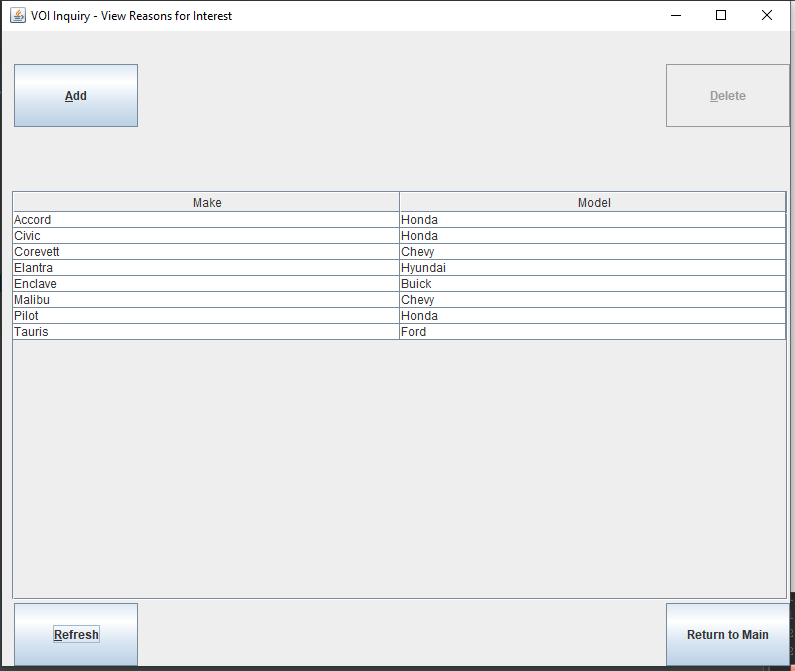 VOI Inquiry - View Reasons for Interest
Add
Delete
Make Model
Accord Honda
Civic Honda
Corevett Chevy
Elantra Hyundai
Enclave Buick
Malibu Chevy
Pilot Honda
Tauris Ford
Refresh
Return to Main